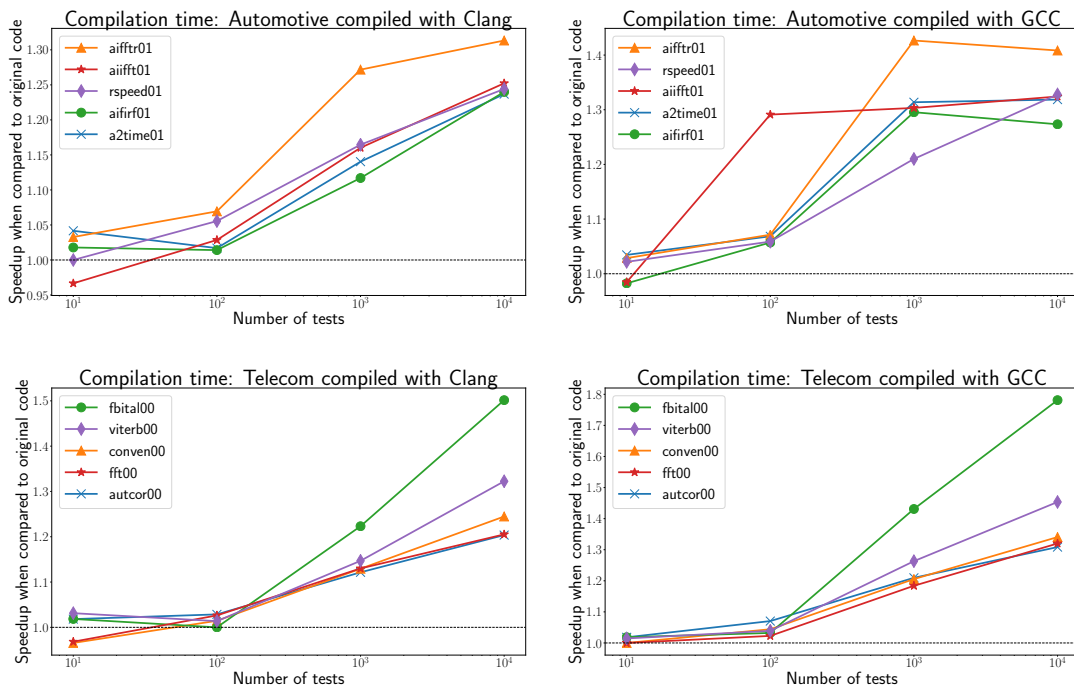 Compilation time: Automotive compiled with Clang
Speedup when compared to original code
1.30
1.25
1.20
1.15
1.10
1.05
1.00
0.95
aifftr01
aiifft01
rspeed01
aifirf01
a2time01
10¹ 10² 10³ 10⁴
Number of tests
Compilation time: Automotive compiled with GCC
Speedup when compared to original code
1.4
1.3
1.2
1.1
1.0
aifftr01
rspeed01
aiifft01
a2time01
aifirf01
10¹ 10² 10³ 10⁴
Number of tests
Compilation time: Telecom compiled with Clang
Speedup when compared to original code
1.5
1.4
1.3
1.2
1.1
1.0
fbital00
viterb00
conven00
fft00
autcor00
10¹ 10² 10³ 10⁴
Number of tests
Compilation time: Telecom compiled with GCC
Speedup when compared to original code
1.8
1.7
1.6
1.5
1.4
1.3
1.2
1.1
1.0
fbital00
viterb00
conven00
fft00
autcor00
10¹ 10² 10³ 10⁴
Number of tests